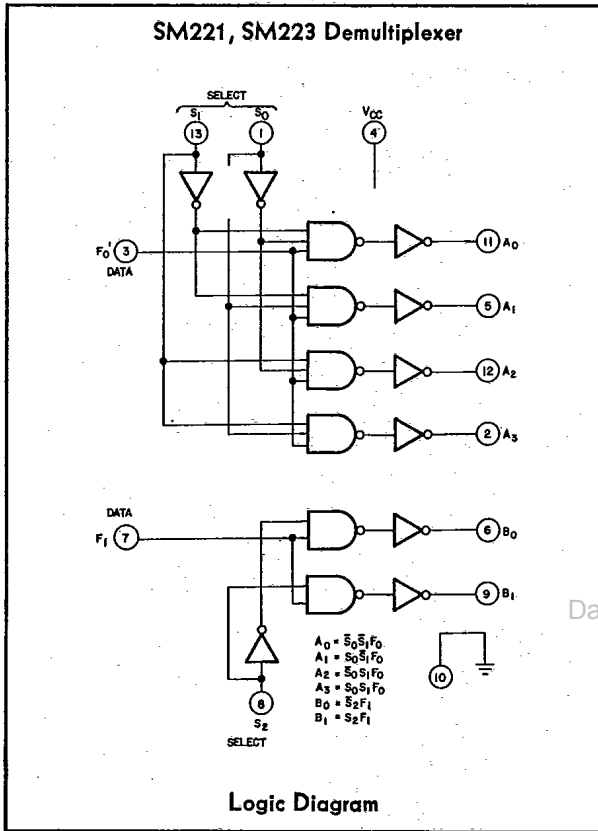 SM221, SM223 Demultiplexer
SELECT
S1 S0 VCC
13 1 4
F0' 3
DATA
11 A0
5 A1
12 A2
2 A3
DATA
F1 7
6 B0
9 B1
Da
A0 = S̄0S̄1F0
A1 = S0S̄1F0
A2 = S̄0S1F0
A3 = S0S1F0
B0 = S̄2F1
B1 = S2F1
10
8
S2
SELECT
Logic Diagram